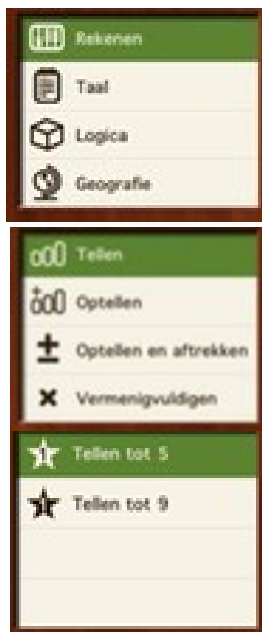 Rekenen
Taal
Logica
Geografie
Tellen
Optellen
Optellen en aftrekken
Vermenigvuldigen
Tellen tot 5
Tellen tot 9